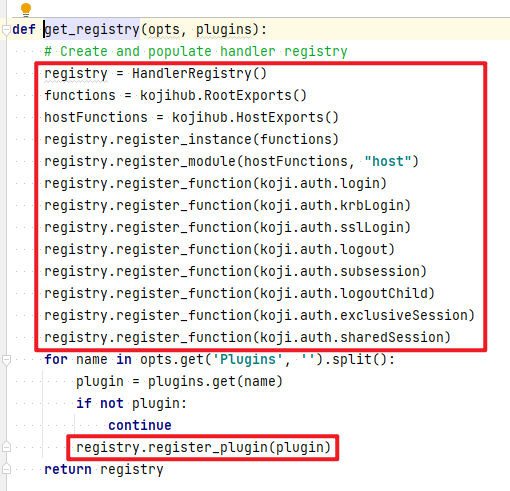 def get_registry(opts, plugins):
    # Create and populate handler registry
    registry = HandlerRegistry()
    functions = kojihub.RootExports()
    hostFunctions = kojihub.HostExports()
    registry.register_instance(functions)
    registry.register_module(hostFunctions, "host")
    registry.register_function(koji.auth.login)
    registry.register_function(koji.auth.krbLogin)
    registry.register_function(koji.auth.sslLogin)
    registry.register_function(koji.auth.logout)
    registry.register_function(koji.auth.subsession)
    registry.register_function(koji.auth.logoutChild)
    registry.register_function(koji.auth.exclusiveSession)
    registry.register_function(koji.auth.sharedSession)
    for name in opts.get('Plugins', '').split():
        plugin = plugins.get(name)
        if not plugin:
            continue
        registry.register_plugin(plugin)
    return registry